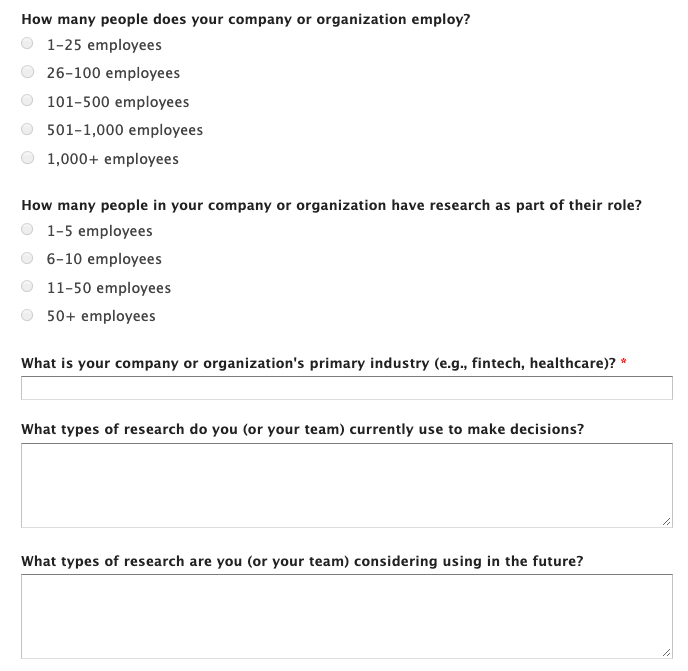 How many people does your company or organization employ?
1–25 employees
26–100 employees
101–500 employees
501–1,000 employees
1,000+ employees
How many people in your company or organization have research as part of their role?
1–5 employees
6–10 employees
11–50 employees
50+ employees
What is your company or organization's primary industry (e.g., fintech, healthcare)? *
What types of research do you (or your team) currently use to make decisions?
What types of research are you (or your team) considering using in the future?